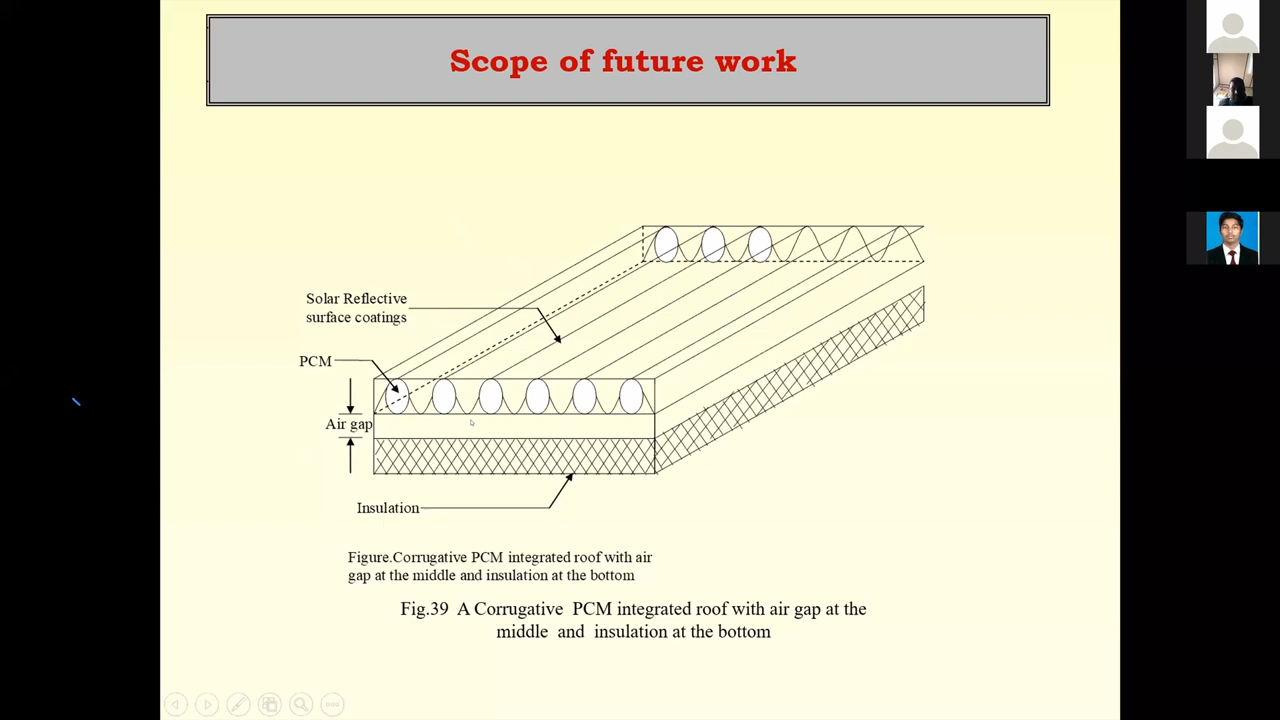 Scope of future work
Solar Reflective
surface coatings
PCM
Air gap
Insulation
Figure.Corrugative PCM integrated roof with air
gap at the middle and insulation at the bottom
Fig.39 A Corrugative PCM integrated roof with air gap at the
middle and insulation at the bottom